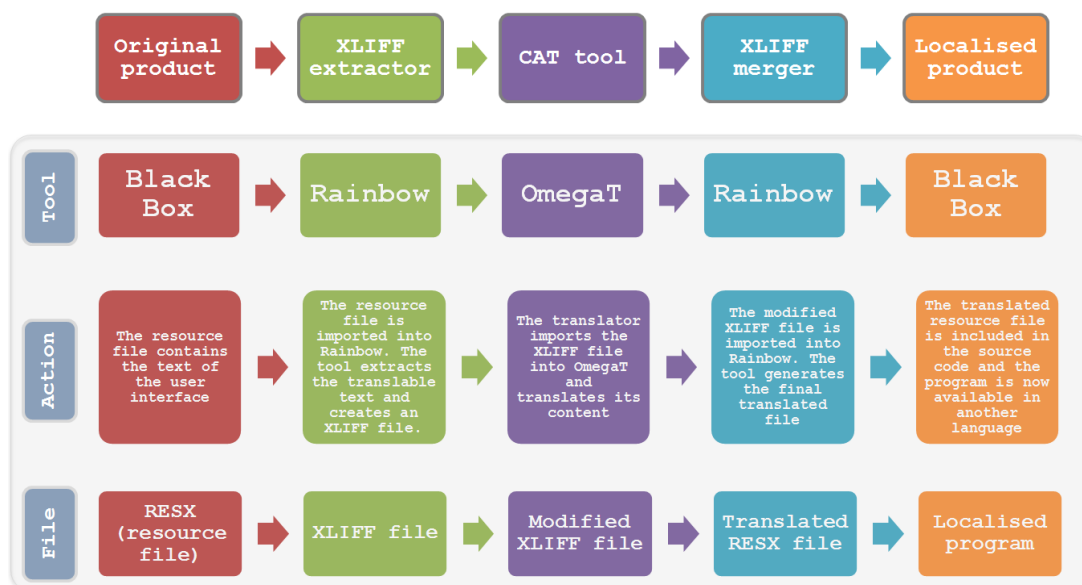 Original
product
XLIFF
extractor
CAT tool
XLIFF
merger
Localised
product
Tool
Black
Box
Rainbow
OmegaT
Rainbow
Black
Box
Action
The resource
file contains
the text of
the user
interface
The resource
file is
imported into
Rainbow. The
tool extracts
the translable
text and
creates an
XLIFF file.
The translator
imports the
XLIFF file
into OmegaT
and
translates its
content
The modified
XLIFF file is
imported into
Rainbow. The
tool generates
the final
translated
file
The translated
resource file
is included in
the source
code and the
program is now
available in
another
language
File
RESX
(resource
file)
XLIFF file
Modified
XLIFF file
Translated
RESX file
Localised
program